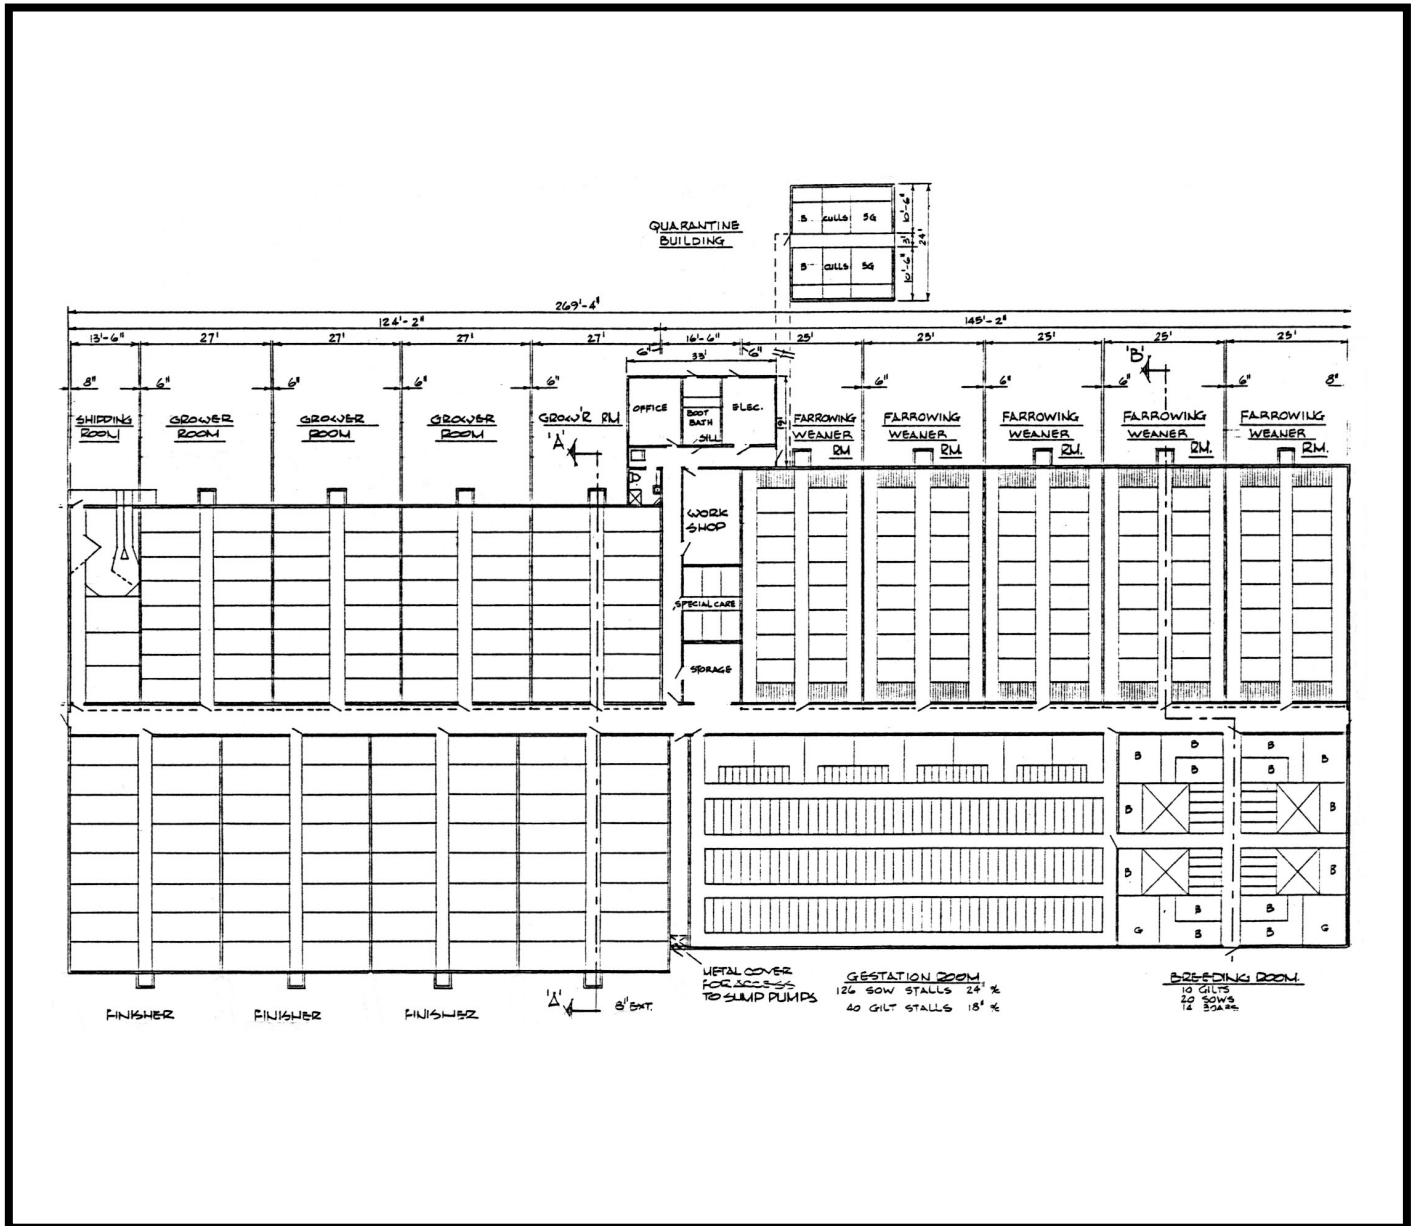 QUARANTINE
BUILDING
B CULLS SG
B CULLS SG
10'-6"
3'
10'-6"
24'
269'-4"
124'-2"
145'-2"
13'-6"
27'
27'
27'
27'
16'-6"
25'
25'
25'
25'
25'
6"
6"
33'
8"
6"
6"
6"
6"
6"
6"
6"
6"
8"
'B'
19'
SHIPPING
ROOM
GROWER
ROOM
GROWER
ROOM
GROWER
ROOM
GROW'R RM
'A'
OFFICE
BOOT
BATH
SILL
ELEC.
FARROWING
WEANER
RM
FARROWING
WEANER
RM.
FARROWING
WEANER
RM.
FARROWING
WEANER
RM.
FARROWING
WEANER
RM.
WORK
SHOP
SPECIAL CARE
STORAGE
B B B B
B B
B B
B B
B B
G B B G
METAL COVER
FOR ACCESS
TO SUMP PUMPS
GESTATION ROOM
126 SOW STALLS 24" %
40 GILT STALLS 18" %
BREEDING ROOM.
10 GILTS
20 SOWS
BOARS
FINISHER
FINISHER
FINISHER
'A'
8" EXT.